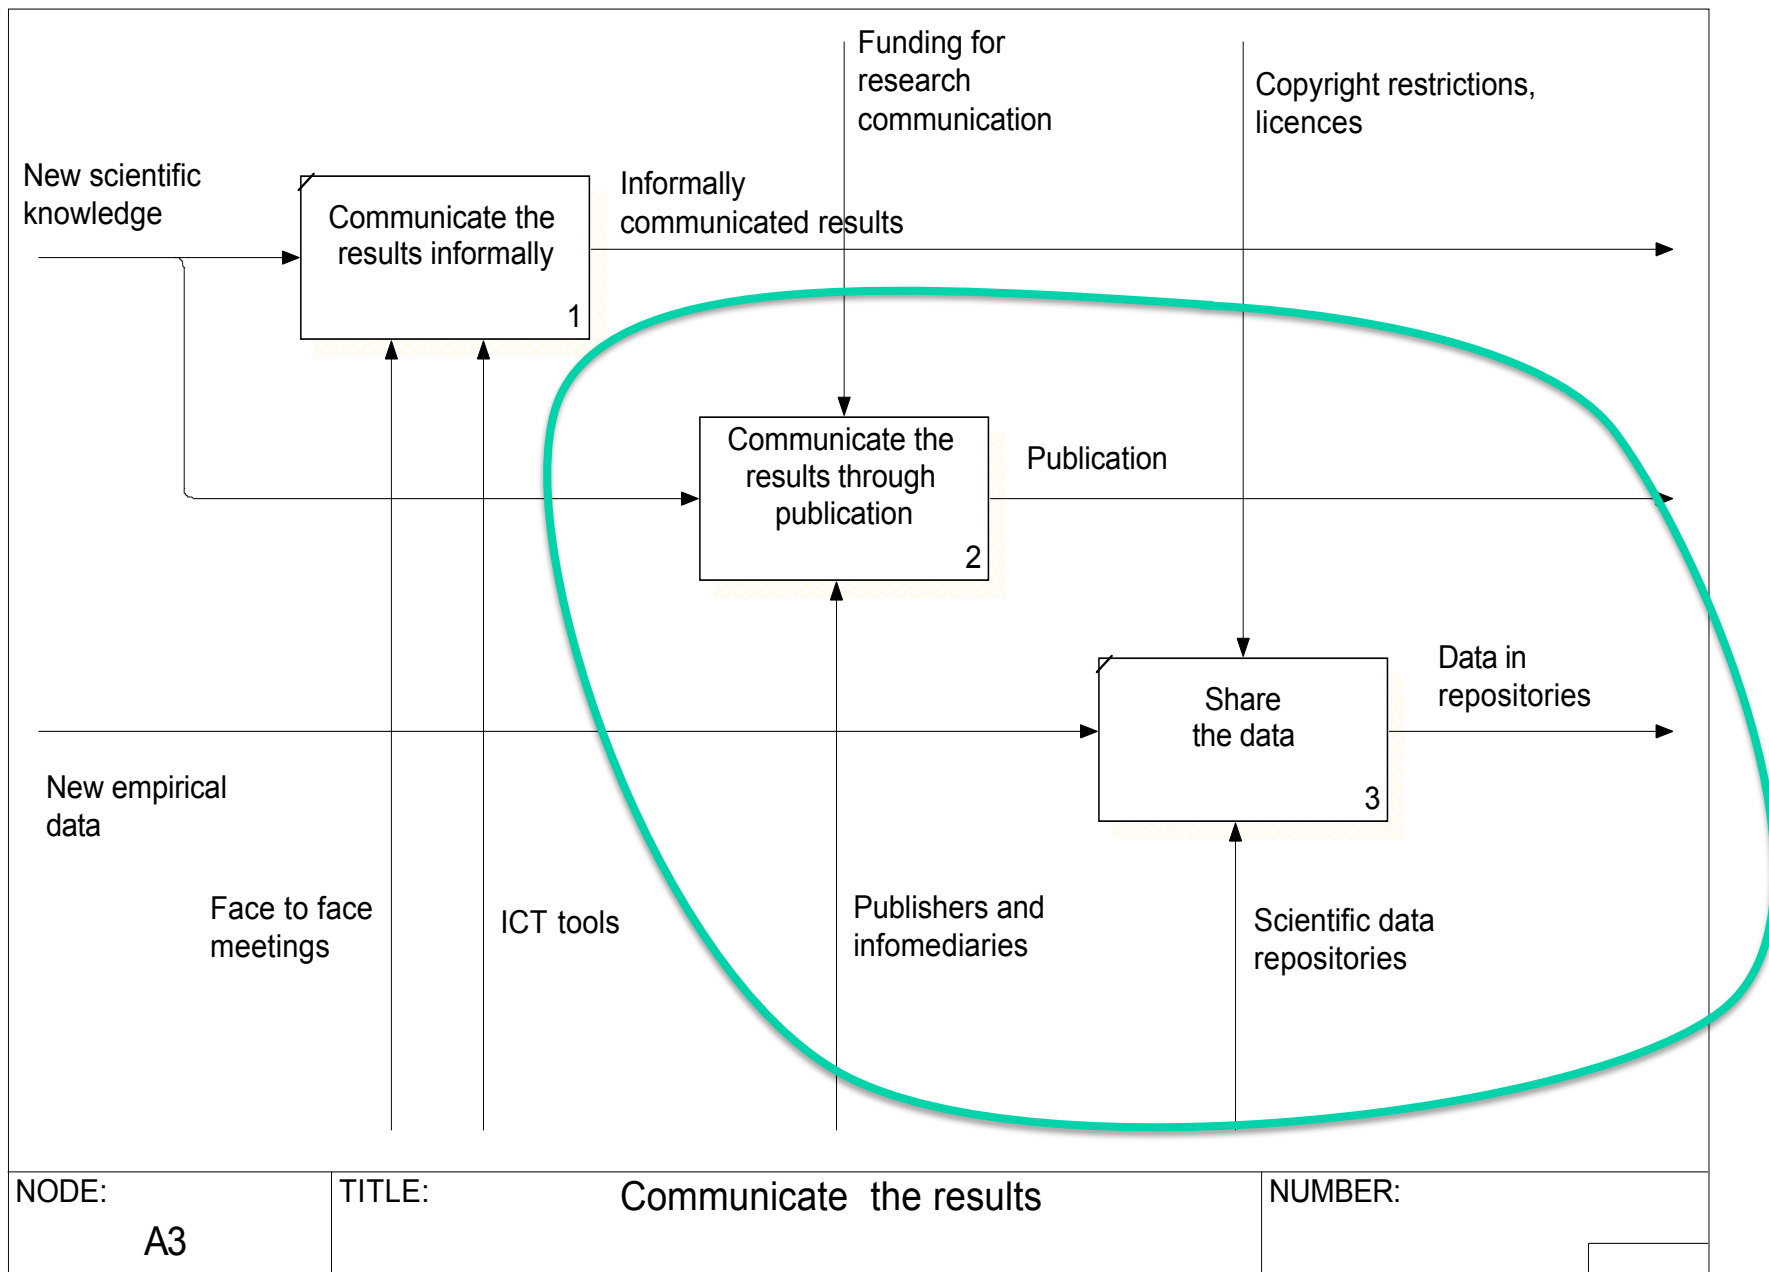 Funding for
research
communication
Copyright restrictions,
licences
New scientific
knowledge
Communicate the
results informally
1
Informally
communicated results
Communicate the
results through
publication
2
Publication
Share
the data
3
Data in
repositories
New empirical
data
Face to face
meetings
ICT tools
Publishers and
infomediaries
Scientific data
repositories
NODE:
A3
TITLE:
Communicate the results
NUMBER: